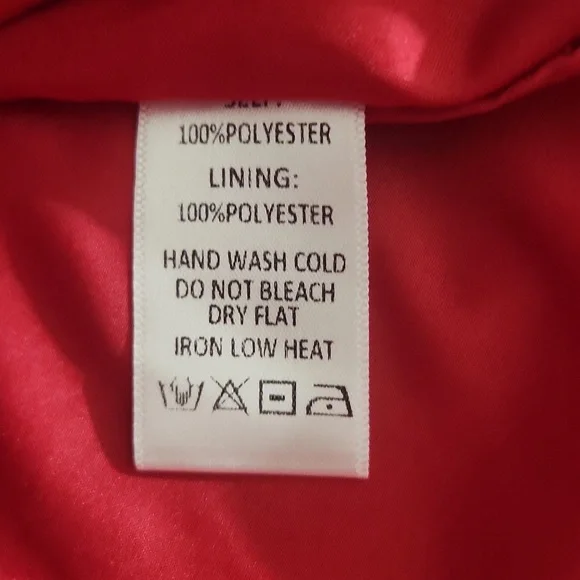 100%POLYESTER
LINING:
100%POLYESTER
HAND WASH COLD
DO NOT BLEACH
DRY FLAT
IRON LOW HEAT